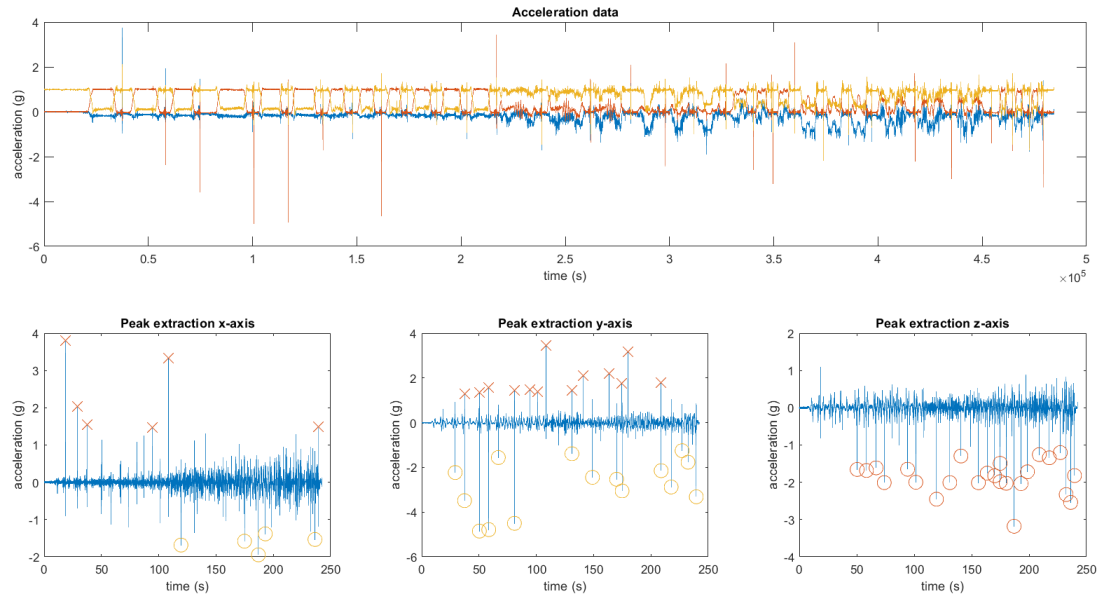 Acceleration data
acceleration (g)
4
2
0
-2
-4
-6
0 0.5 1 1.5 2 2.5 3 3.5 4 4.5 5
time (s)
×10⁵
Peak extraction x-axis
acceleration (g)
4
3
2
1
0
-1
-2
0 50 100 150 200 250
time (s)
Peak extraction y-axis
acceleration (g)
4
2
0
-2
-4
-6
0 50 100 150 200 250
time (s)
Peak extraction z-axis
acceleration (g)
2
1
0
-1
-2
-3
-4
0 50 100 150 200 250
time (s)